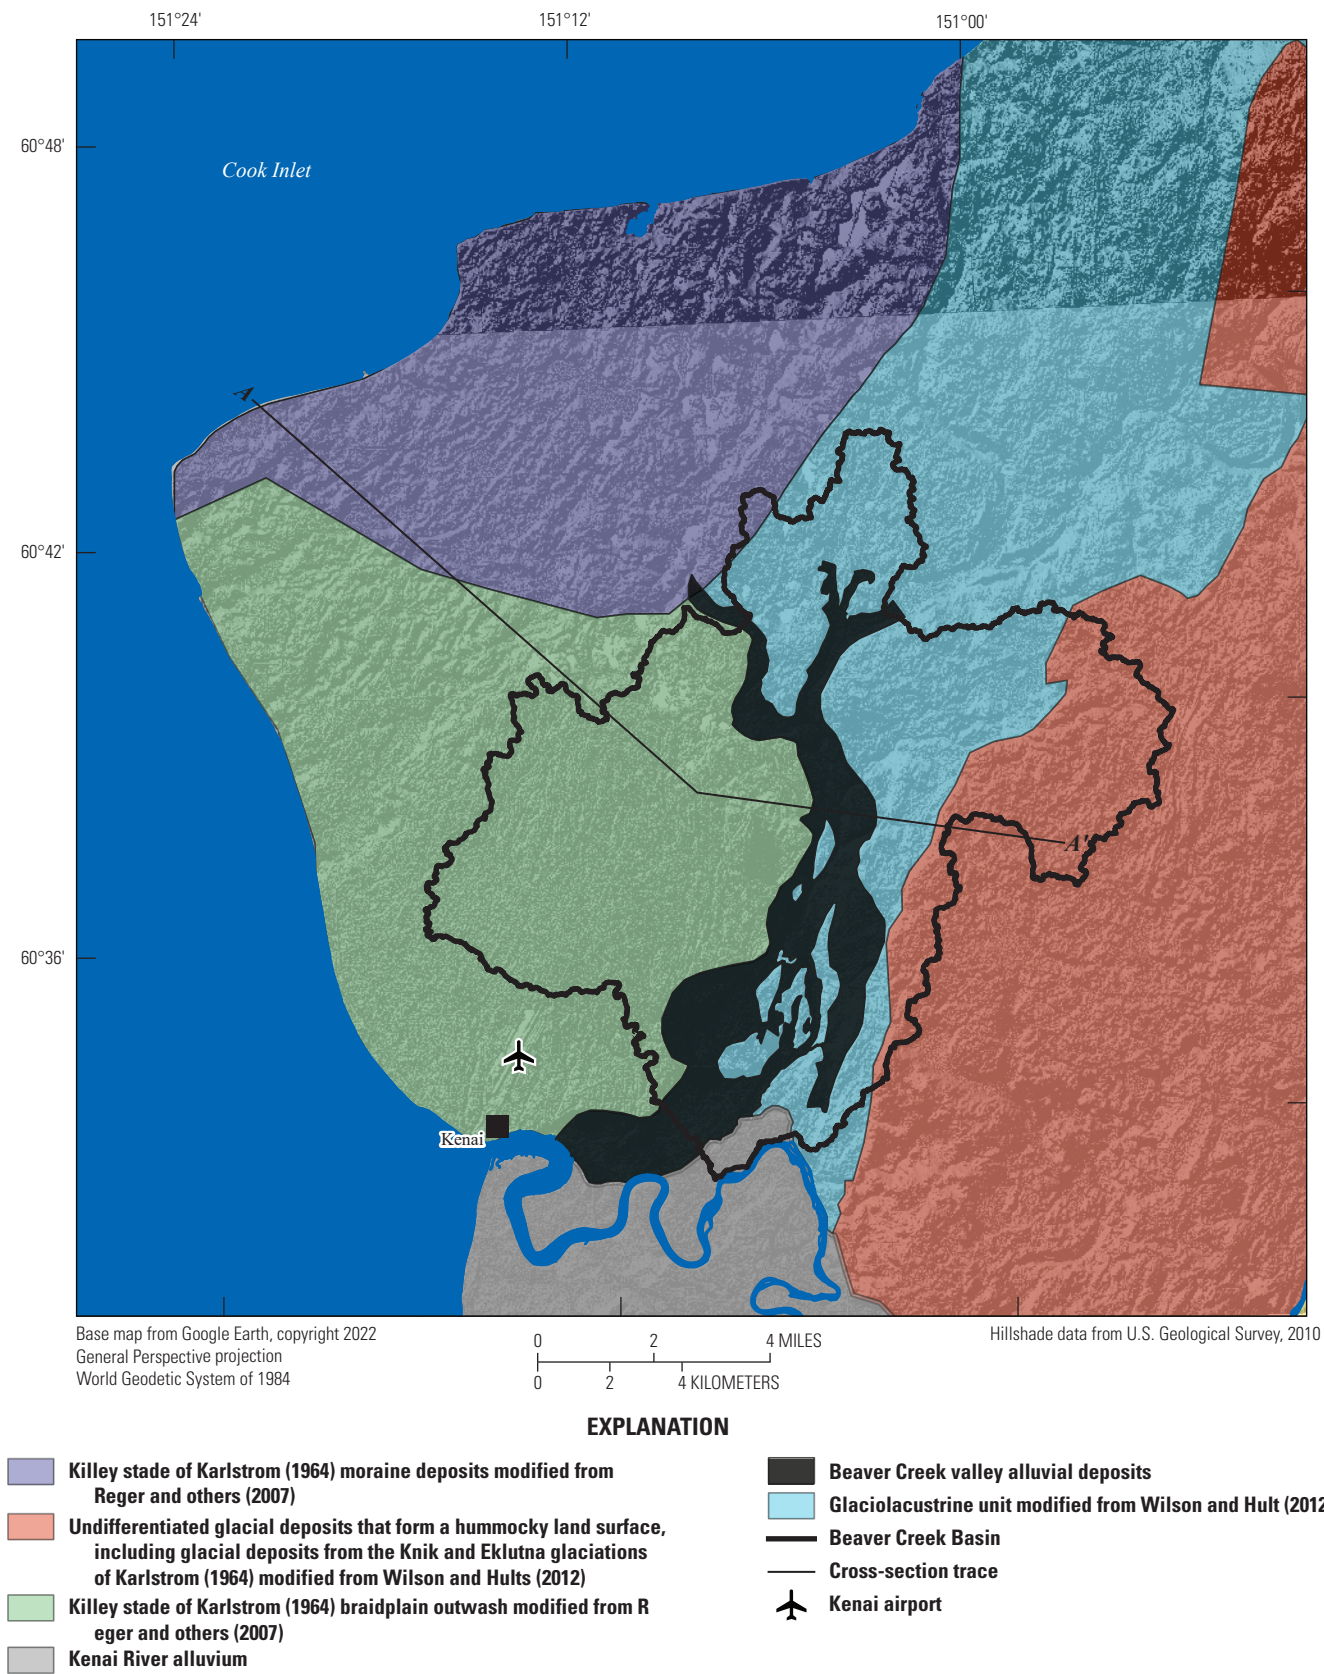 151°24'
151°12'
151°00'
60°48'
Cook Inlet
A
60°42'
A'
60°36'
Kenai
Base map from Google Earth, copyright 2022
General Perspective projection
World Geodetic System of 1984
0 2 4 MILES
0 2 4 KILOMETERS
Hillshade data from U.S. Geological Survey, 2010
EXPLANATION
Killey stade of Karlstrom (1964) moraine deposits modified from
Reger and others (2007)
Undifferentiated glacial deposits that form a hummocky land surface,
including glacial deposits from the Knik and Eklutna glaciations
of Karlstrom (1964) modified from Wilson and Hults (2012)
Killey stade of Karlstrom (1964) braidplain outwash modified from R
eger and others (2007)
Kenai River alluvium
Beaver Creek valley alluvial deposits
Glaciolacustrine unit modified from Wilson and Hult (2012
Beaver Creek Basin
Cross-section trace
Kenai airport